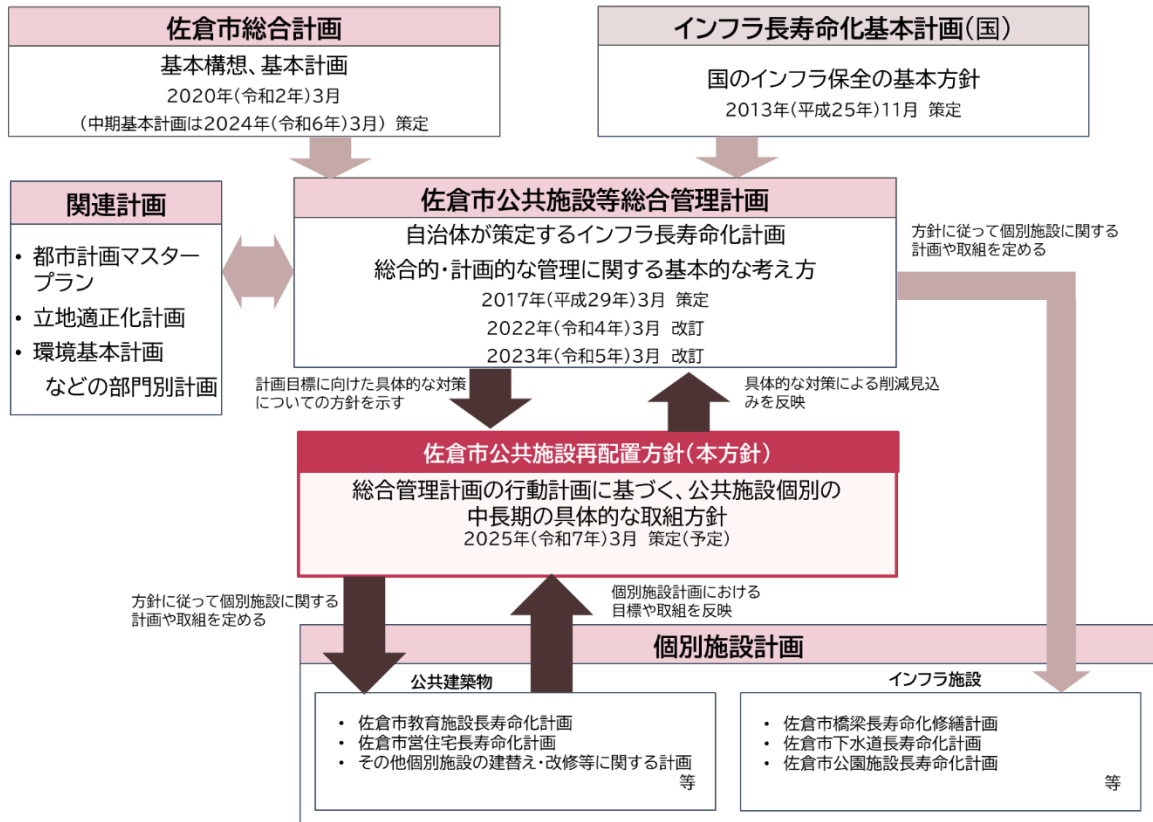 佐倉市総合計画
基本構想、基本計画
2020年(令和2年)3月
(中期基本計画は2024年(令和6年)3月) 策定
インフラ長寿命化基本計画(国)
国のインフラ保全の基本方針
2013年(平成25年)11月 策定
関連計画
• 都市計画マスター
プラン
• 立地適正化計画
• 環境基本計画
などの部門別計画
佐倉市公共施設等総合管理計画
自治体が策定するインフラ長寿命化計画
総合的・計画的な管理に関する基本的な考え方
2017年(平成29年)3月 策定
2022年(令和4年)3月 改訂
2023年(令和5年)3月 改訂
方針に従って個別施設に関する
計画や取組を定める
計画目標に向けた具体的な対策
についての方針を示す
具体的な対策による削減見込
みを反映
佐倉市公共施設再配置方針(本方針)
総合管理計画の行動計画に基づく、公共施設個別の
中長期の具体的な取組方針
2025年(令和7年)3月 策定(予定)
方針に従って個別施設に関する
計画や取組を定める
個別施設計画における
目標や取組を反映
個別施設計画
公共建築物
• 佐倉市教育施設長寿命化計画
• 佐倉市営住宅長寿命化計画
• その他個別施設の建替え・改修等に関する計画
等
インフラ施設
• 佐倉市橋梁長寿命化修繕計画
• 佐倉市下水道長寿命化計画
• 佐倉市公園施設長寿命化計画
等